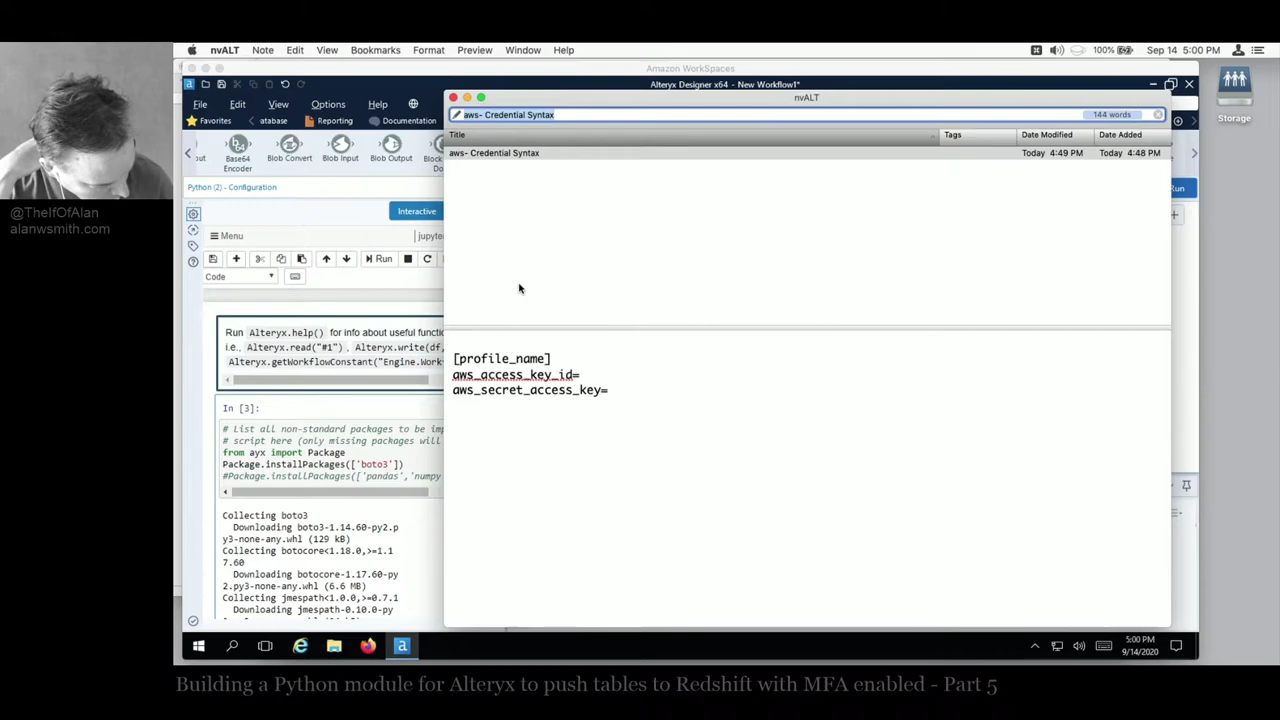 nvALT Note Edit View Bookmarks Format Preview Window Help
100% Sep 14 5:00 PM
Amazon WorkSpaces
Alteryx Designer x64 - New Workflow1*
File Edit View Options Help
nvALT
Favorites atabase Reporting Documentation
aws- Credential Syntax 144 words
Title Tags Date Modified Date Added
aws- Credential Syntax Today 4:49 PM Today 4:48 PM
ut Base64 Encoder Blob Convert Blob Input Blob Output Block
Storage
Python (2) - Configuration
Run
@TheIfOfAlan
alanwsmith.com
Interactive
Menu jupyte
Run
Code
Run Alteryx.help() for info about useful functio
i.e., Alteryx.read("#1") , Alteryx.write(df,
Alteryx.getWorkflowConstant("Engine.Work
[profile_name]
aws_access_key_id=
aws_secret_access_key=
In [3]:
# List all non-standard packages to be imp
# script here (only missing packages will
from ayx import Package
Package.installPackages(['boto3'])
#Package.installPackages(['pandas','numpy
Collecting boto3
Downloading boto3-1.14.60-py2.p
y3-none-any.whl (129 kB)
Collecting botocore<1.18.0,>=1.1
7.60
Downloading botocore-1.17.60-py
2.py3-none-any.whl (6.6 MB)
Collecting jmespath<1.0.0,>=0.7.1
Downloading jmespath-0.10.0-py
5:00 PM
9/14/2020
Building a Python module for Alteryx to push tables to Redshift with MFA enabled - Part 5